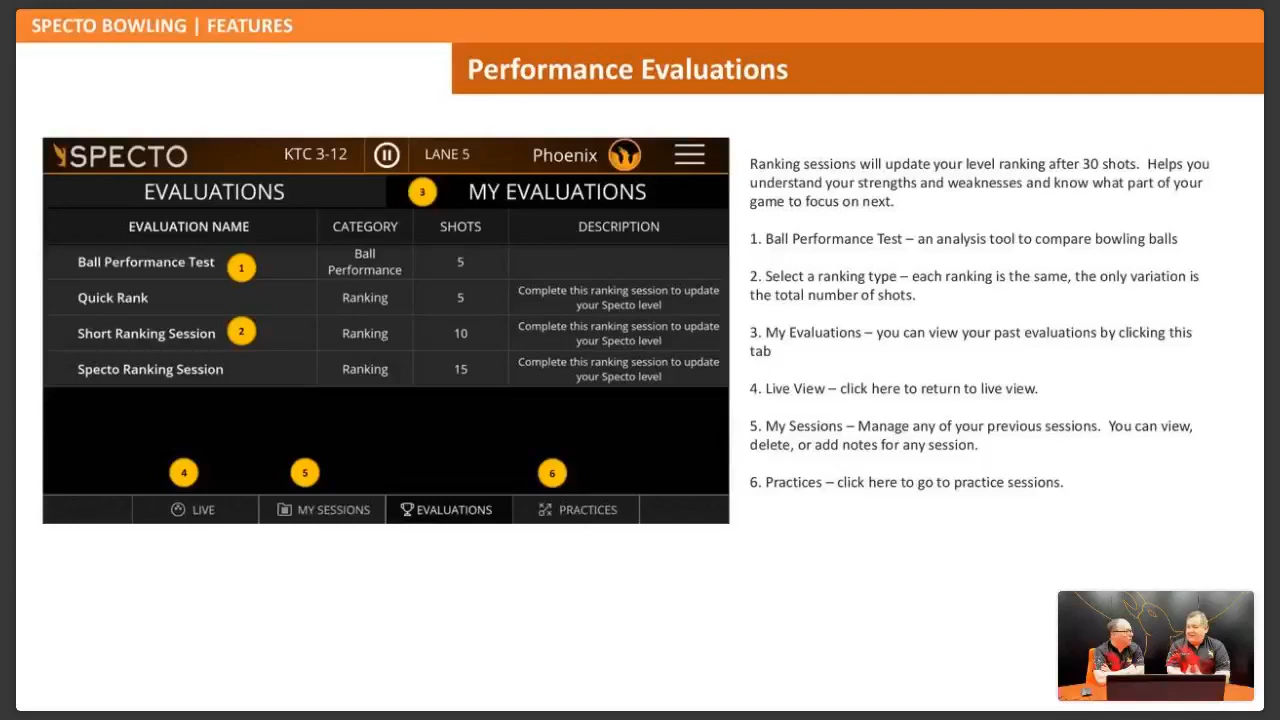 SPECTO BOWLING | FEATURES
Performance Evaluations
SPECTO
KTC 3-12
LANE 5
Phoenix
EVALUATIONS
3
MY EVALUATIONS
EVALUATION NAME
CATEGORY
SHOTS
DESCRIPTION
Ball Performance Test
1
Ball
Performance
5
Quick Rank
Ranking
5
Complete this ranking session to update
your Specto level
Short Ranking Session
2
Ranking
10
Complete this ranking session to update
your Specto level
Specto Ranking Session
Ranking
15
Complete this ranking session to update
your Specto level
4
5
6
LIVE
MY SESSIONS
EVALUATIONS
PRACTICES
Ranking sessions will update your level ranking after 30 shots. Helps you
understand your strengths and weaknesses and know what part of your
game to focus on next.
1. Ball Performance Test – an analysis tool to compare bowling balls
2. Select a ranking type – each ranking is the same, the only variation is
the total number of shots.
3. My Evaluations – you can view your past evaluations by clicking this
tab
4. Live View – click here to return to live view.
5. My Sessions – Manage any of your previous sessions. You can view,
delete, or add notes for any session.
6. Practices – click here to go to practice sessions.